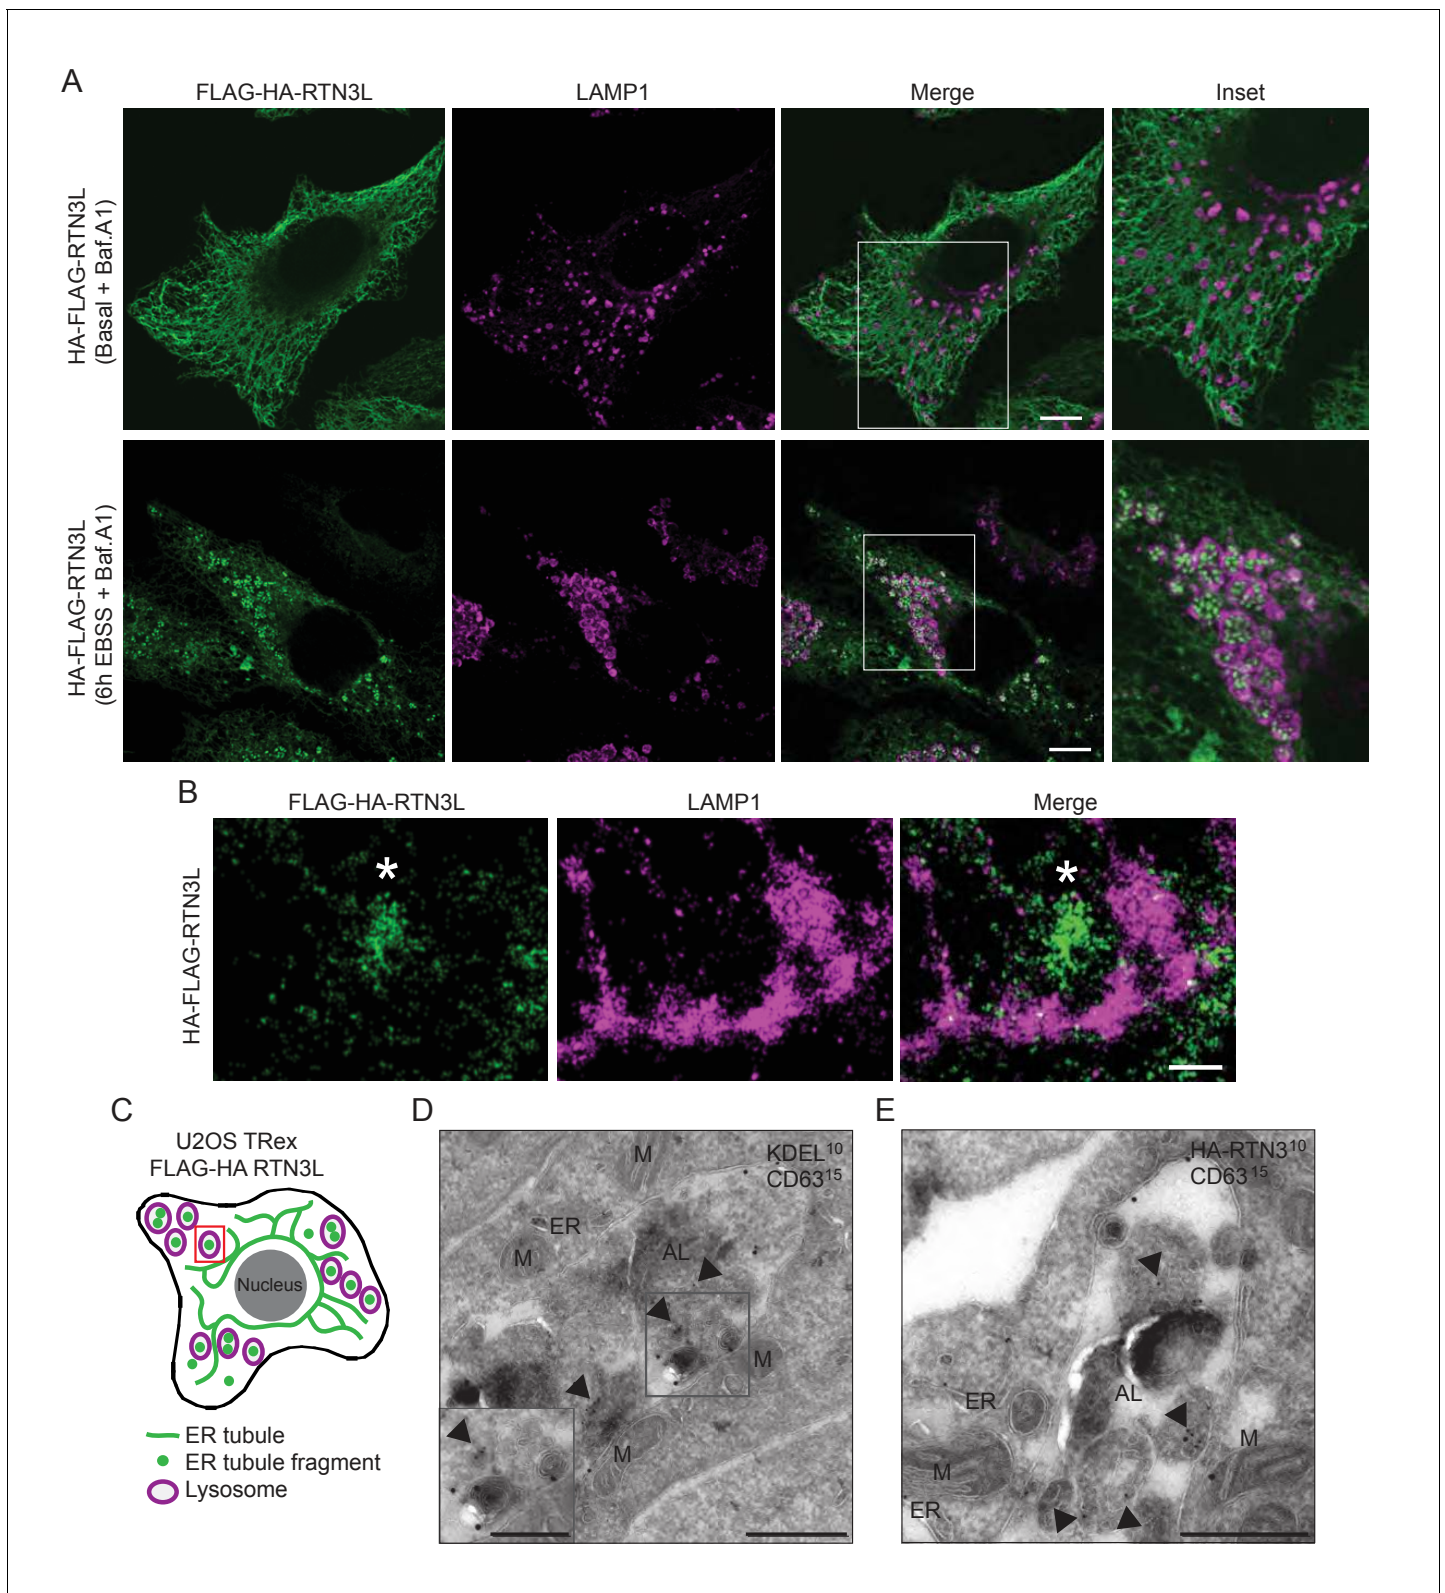 A
FLAG-HA-RTN3L
LAMP1
Merge
Inset
HA-FLAG-RTN3L
(Basal + Baf.A1)
HA-FLAG-RTN3L
(6h EBSS + Baf.A1)
B
FLAG-HA-RTN3L
LAMP1
Merge
HA-FLAG-RTN3L
*
*
C
U2OS TRex
FLAG-HA RTN3L
Nucleus
ER tubule
ER tubule fragment
Lysosome
D
KDEL¹⁰
CD63¹⁵
M
ER
M
AL
M
M
E
HA-RTN3¹⁰
CD63¹⁵
ER
AL
M
M
ER